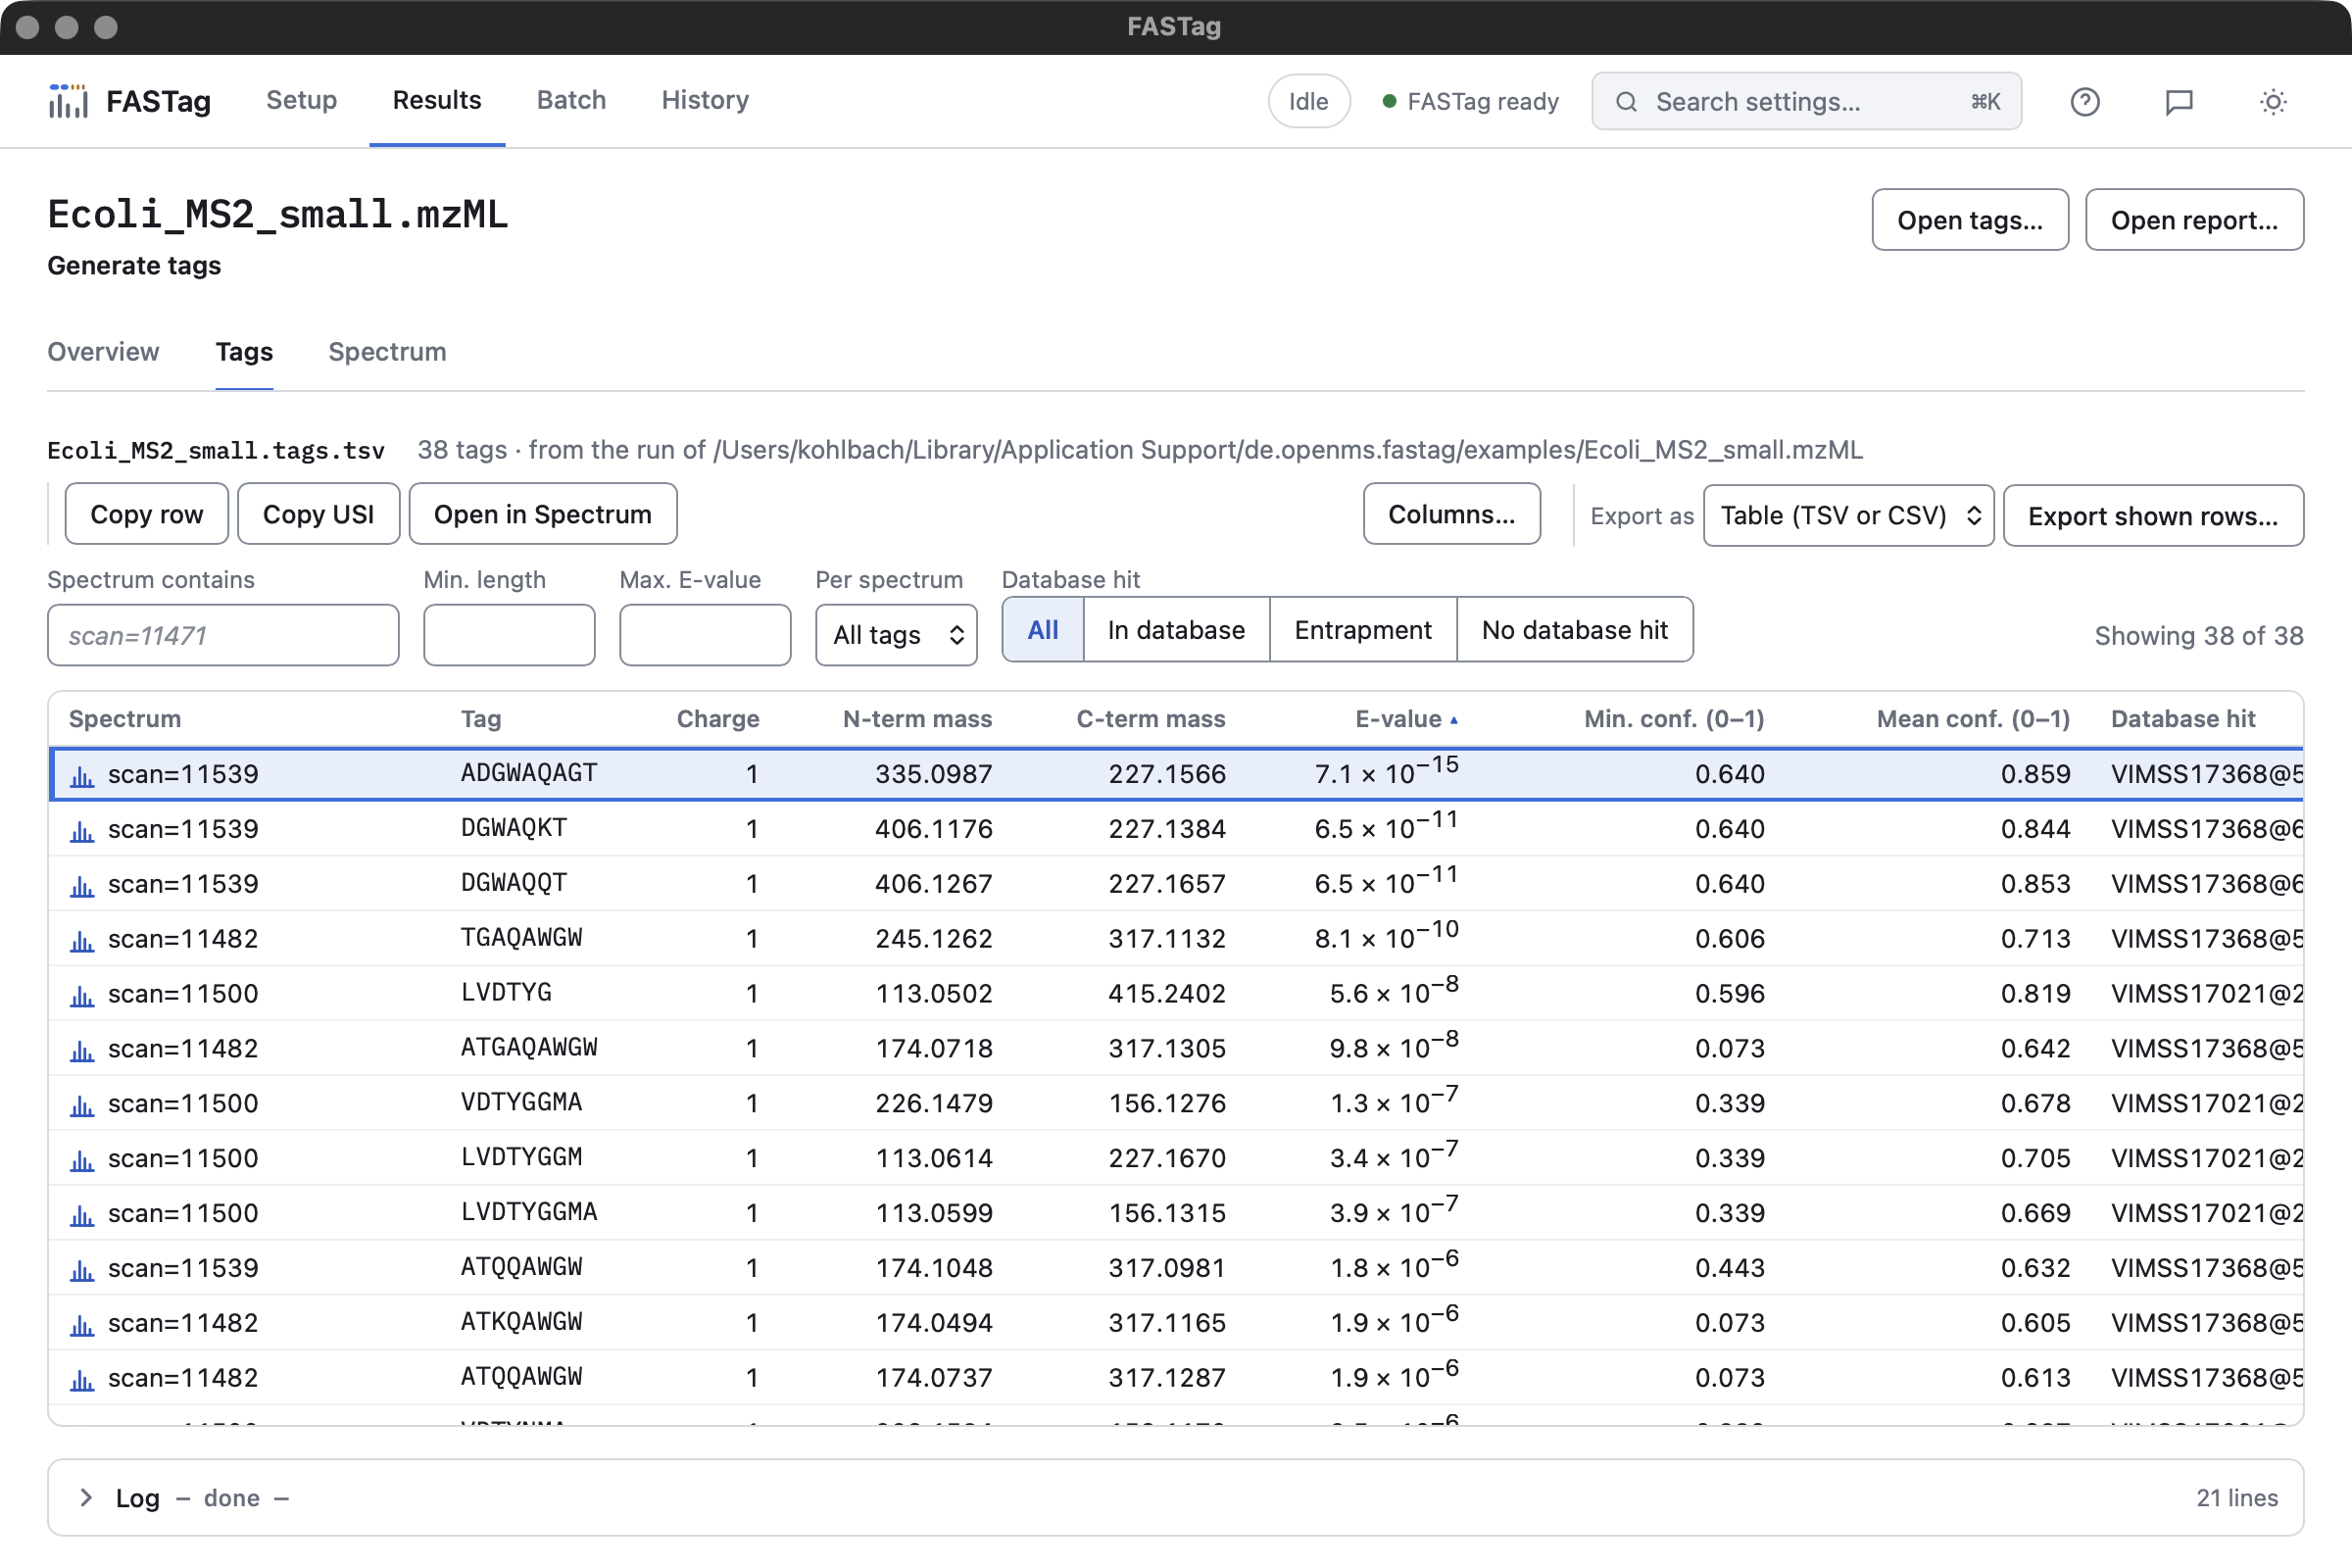 FASTag
FASTag Setup Results Batch History Idle FASTag ready Search settings... ⌘K
Ecoli_MS2_small.mzML Open tags... Open report...
Generate tags
Overview Tags Spectrum
Ecoli_MS2_small.tags.tsv 38 tags · from the run of /Users/kohlbach/Library/Application Support/de.openms.fastag/examples/Ecoli_MS2_small.mzML
Copy row Copy USI Open in Spectrum Columns... Export as Table (TSV or CSV) Export shown rows...
Spectrum contains Min. length Max. E-value Per spectrum Database hit
scan=11471 All tags All In database Entrapment No database hit Showing 38 of 38
Spectrum Tag Charge N-term mass C-term mass E-value Min. conf. (0–1) Mean conf. (0–1) Database hit
scan=11539 ADGWAQAGT 1 335.0987 227.1566 7.1 × 10⁻¹⁵ 0.640 0.859 VIMSS17368@5
scan=11539 DGWAQKT 1 406.1176 227.1384 6.5 × 10⁻¹¹ 0.640 0.844 VIMSS17368@6
scan=11539 DGWAQQT 1 406.1267 227.1657 6.5 × 10⁻¹¹ 0.640 0.853 VIMSS17368@6
scan=11482 TGAQAWGW 1 245.1262 317.1132 8.1 × 10⁻¹⁰ 0.606 0.713 VIMSS17368@5
scan=11500 LVDTYG 1 113.0502 415.2402 5.6 × 10⁻⁸ 0.596 0.819 VIMSS17021@2
scan=11482 ATGAQAWGW 1 174.0718 317.1305 9.8 × 10⁻⁸ 0.073 0.642 VIMSS17368@5
scan=11500 VDTYGGMA 1 226.1479 156.1276 1.3 × 10⁻⁷ 0.339 0.678 VIMSS17021@2
scan=11500 LVDTYGGM 1 113.0614 227.1670 3.4 × 10⁻⁷ 0.339 0.705 VIMSS17021@2
scan=11500 LVDTYGGMA 1 113.0599 156.1315 3.9 × 10⁻⁷ 0.339 0.669 VIMSS17021@2
scan=11539 ATQQAWGW 1 174.1048 317.0981 1.8 × 10⁻⁶ 0.443 0.632 VIMSS17368@5
scan=11482 ATKQAWGW 1 174.0494 317.1165 1.9 × 10⁻⁶ 0.073 0.605 VIMSS17368@5
scan=11482 ATQQAWGW 1 174.0737 317.1287 1.9 × 10⁻⁶ 0.073 0.613 VIMSS17368@5
Log – done – 21 lines